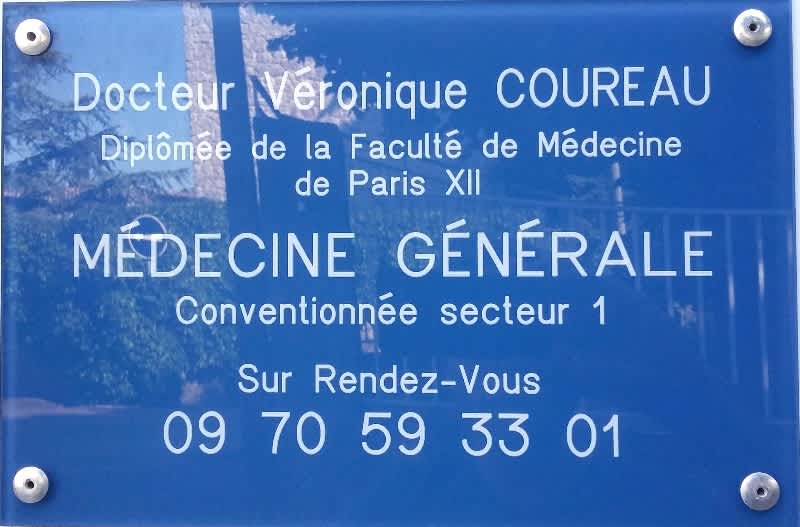 Docteur Véronique COUREAU
Diplômée de la Faculté de Médecine
de Paris XII
MÉDECINE GÉNÉRALE
Conventionnée secteur 1
Sur Rendez-Vous
09 70 59 33 01